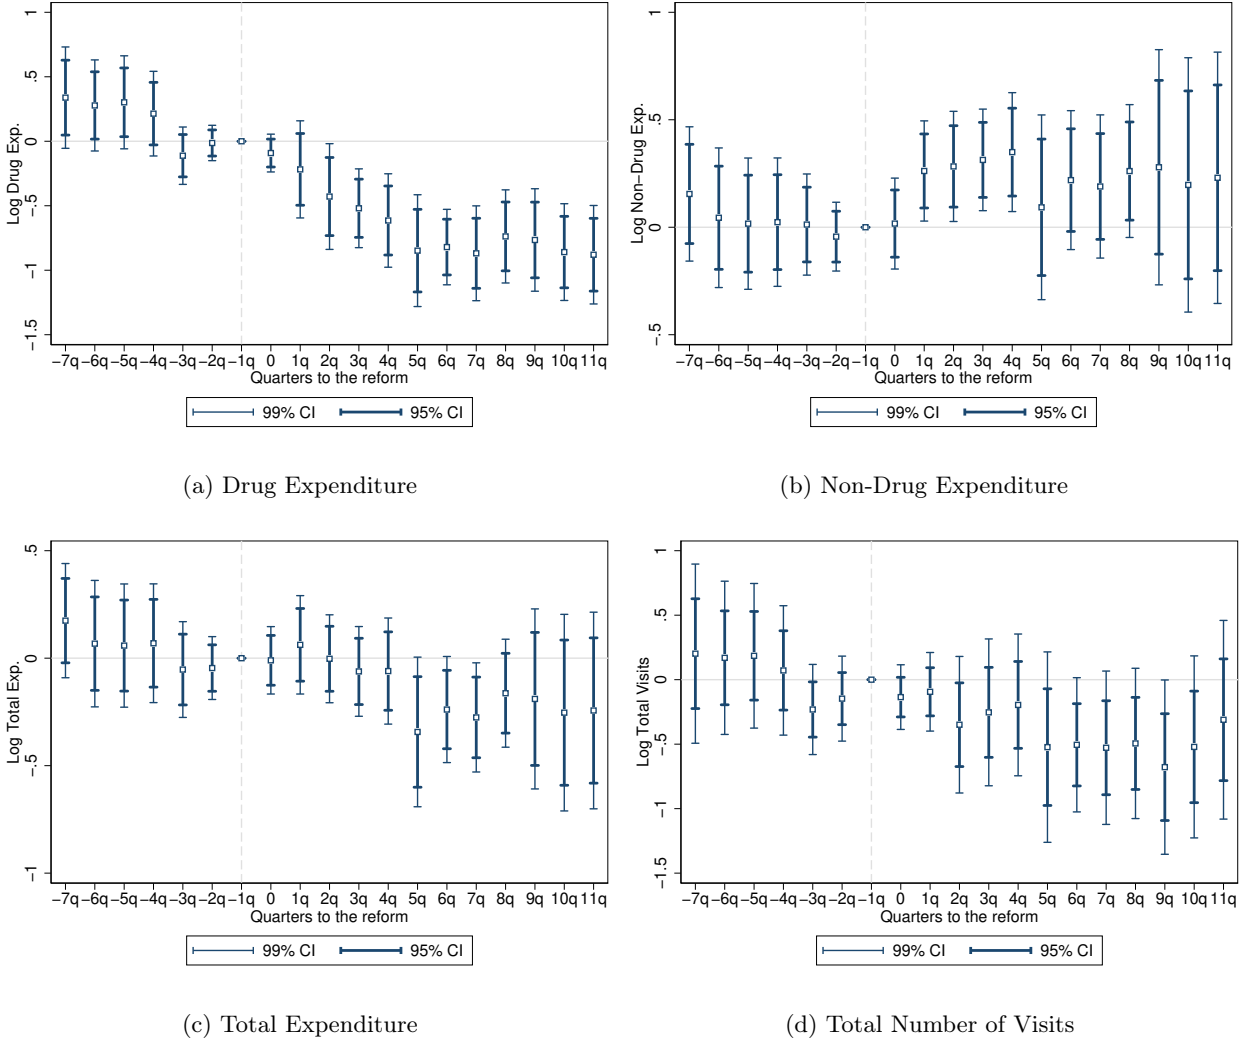 1
.5
0
−.5
−1
−1.5
Log Drug Exp.
−7q −6q −5q −4q −3q −2q −1q 0 1q 2q 3q 4q 5q 6q 7q 8q 9q 10q 11q
Quarters to the reform
99% CI 95% CI
(a) Drug Expenditure
1
.5
0
−.5
Log Non−Drug Exp.
−7q −6q −5q −4q −3q −2q −1q 0 1q 2q 3q 4q 5q 6q 7q 8q 9q 10q 11q
Quarters to the reform
99% CI 95% CI
(b) Non-Drug Expenditure
.5
0
−.5
−1
Log Total Exp.
−7q −6q −5q −4q −3q −2q −1q 0 1q 2q 3q 4q 5q 6q 7q 8q 9q 10q 11q
Quarters to the reform
99% CI 95% CI
(c) Total Expenditure
1
.5
0
−.5
−1
−1.5
Log Total Visits
−7q −6q −5q −4q −3q −2q −1q 0 1q 2q 3q 4q 5q 6q 7q 8q 9q 10q 11q
Quarters to the reform
99% CI 95% CI
(d) Total Number of Visits